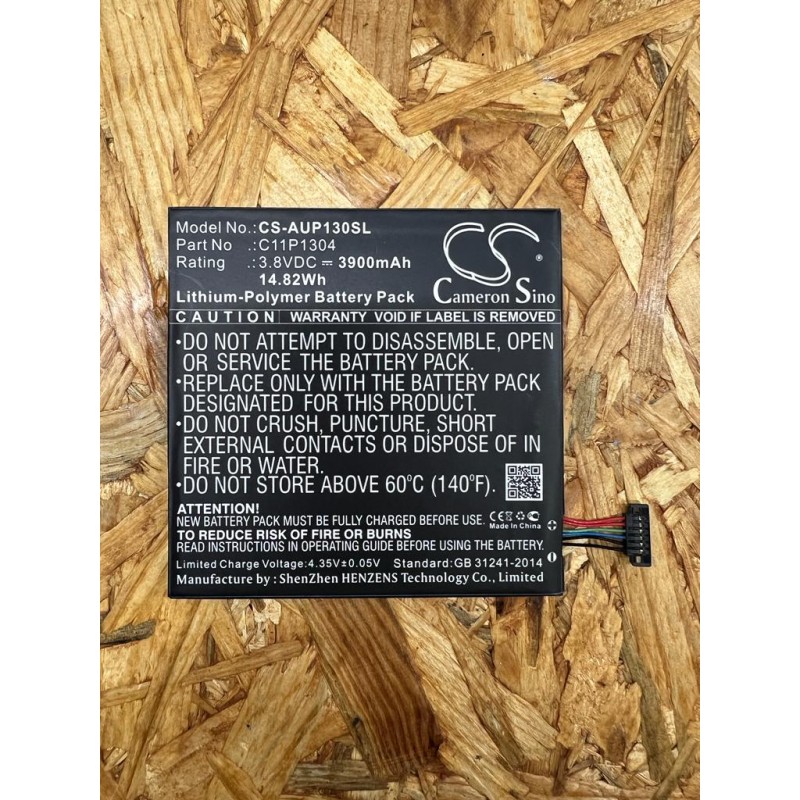 Model No.:CS-AUP130SL
Part No .:C11P1304
Rating .:3.8VDC ⎓ 3900mAh
14.82Wh
Lithium-Polymer Battery Pack
CS
®
Cameron Sino
CAUTION WARRANTY VOID IF LABEL IS REMOVED
•DO NOT ATTEMPT TO DISASSEMBLE, OPEN
OR SERVICE THE BATTERY PACK.
•REPLACE ONLY WITH THE BATTERY PACK
DESIGNATED FOR THIS PRODUCT.
•DO NOT CRUSH, PUNCTURE, SHORT
EXTERNAL CONTACTS OR DISPOSE OF IN
FIRE OR WATER.
•DO NOT STORE ABOVE 60°C (140°F).
ATTENTION!
NEW BATTERY PACK MUST BE FULLY CHARGED BEFORE USE.
TO REDUCE RISK OF FIRE OR BURNS,
READ INSTRUCTIONS IN USER GUIDE BEFORE USING.
CE
Made In China
Limited Charge Voltage:4.35V±0.05V Standard:GB 31241-2014
Manufactured by:ShenZhen HENZENS Technology Co., Limited